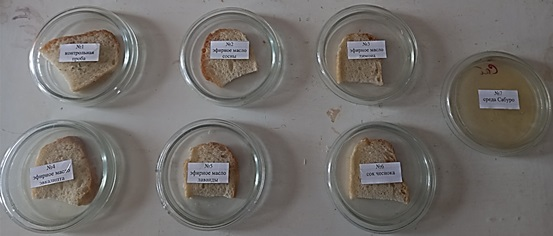 №1
контрольная
проба
№2
эфирное масло
сосны
№3
эфирное масло
лимона
№7
среда Сабуро
№4
эфирное масло
эвкалипта
№5
эфирное масло
лаванды
№6
сок чеснока